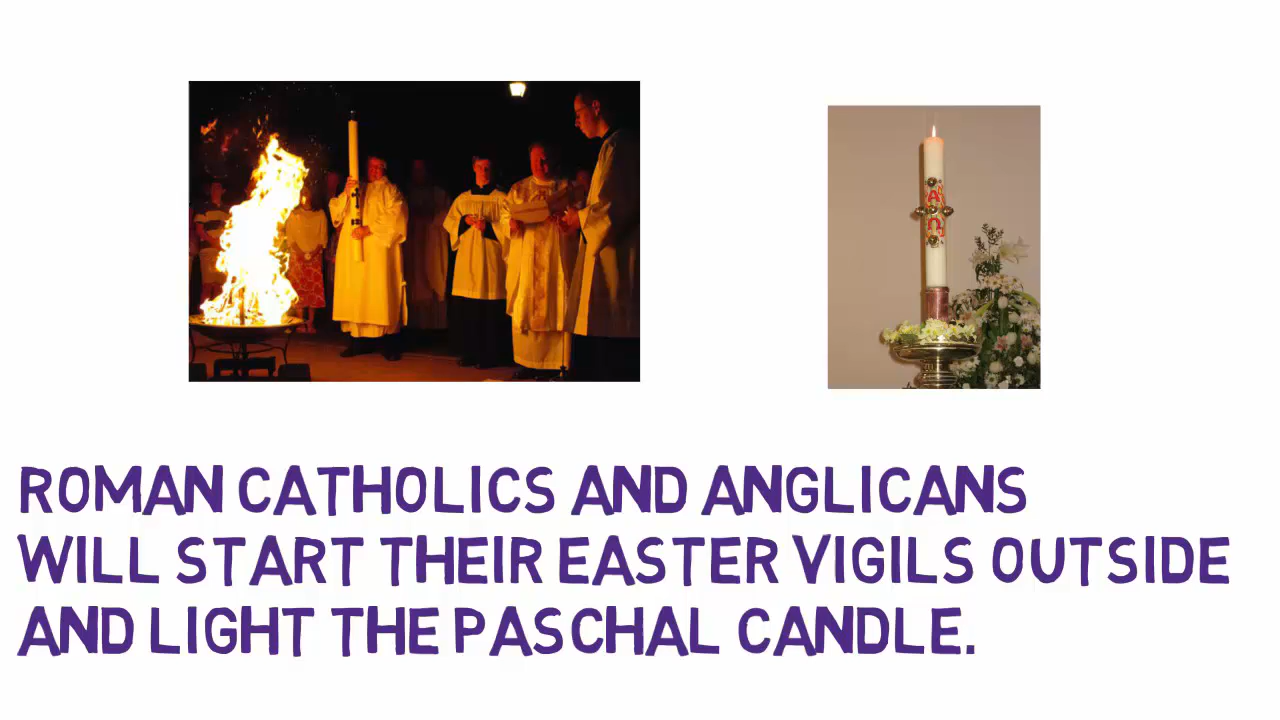 ROMAN CATHOLICS AND ANGLICANS
WILL START THEIR EASTER VIGILS OUTSIDE
AND LIGHT THE PASCHAL CANDLE.